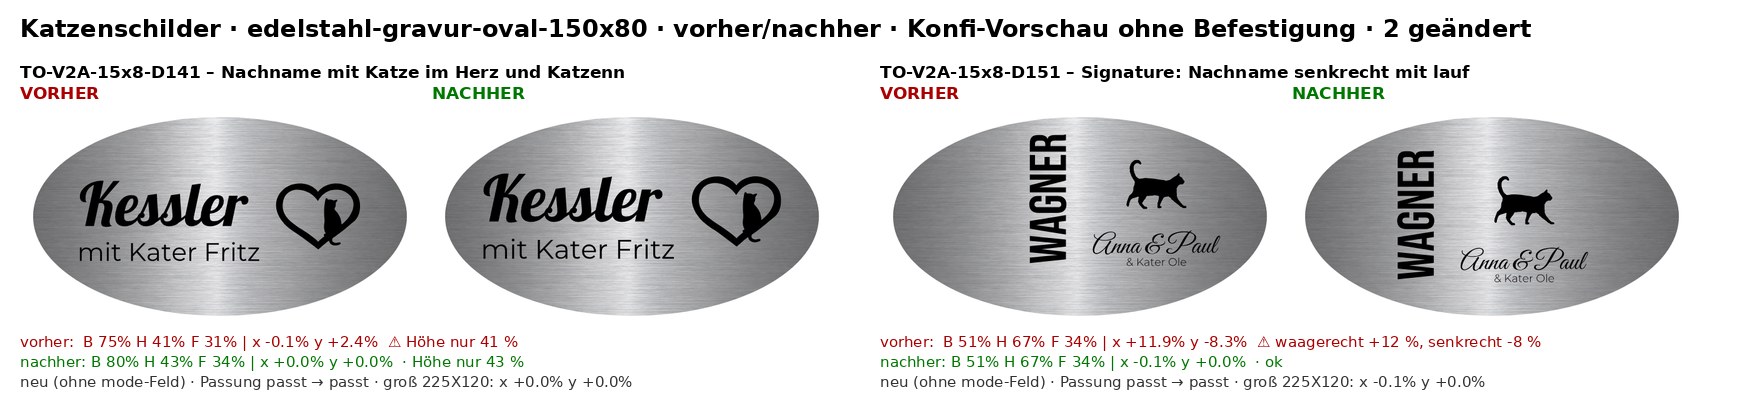 Katzenschilder · edelstahl-gravur-oval-150x80 · vorher/nachher · Konfi-Vorschau ohne Befestigung · 2 geändert
TO-V2A-15x8-D141 – Nachname mit Katze im Herz und Katzenn
VORHER
NACHHER
Kessler
mit Kater Fritz
Kessler
mit Kater Fritz
vorher: B 75% H 41% F 31% | x -0.1% y +2.4% ⚠ Höhe nur 41 %
nachher: B 80% H 43% F 34% | x +0.0% y +0.0% · Höhe nur 43 %
neu (ohne mode-Feld) · Passung passt → passt · groß 225X120: x +0.0% y +0.0%
TO-V2A-15x8-D151 – Signature: Nachname senkrecht mit lauf
VORHER
NACHHER
WAGNER
Anna & Paul
& Kater Ole
WAGNER
Anna & Paul
& Kater Ole
vorher: B 51% H 67% F 34% | x +11.9% y -8.3% ⚠ waagerecht +12 %, senkrecht -8 %
nachher: B 51% H 67% F 34% | x -0.1% y +0.0% · ok
neu (ohne mode-Feld) · Passung passt → passt · groß 225X120: x -0.1% y +0.0%